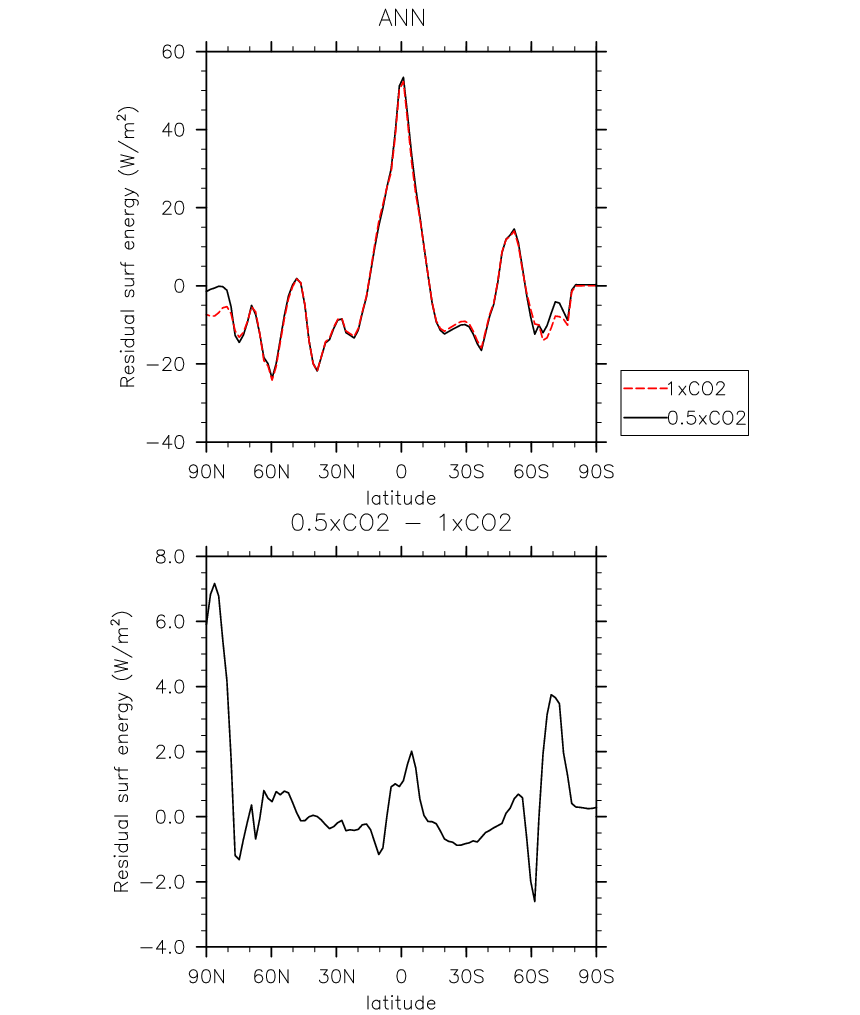 ANN
Residual surf energy (W/m²)
60
40
20
0
−20
−40
90N 60N 30N 0 30S 60S 90S
latitude
1xCO2
0.5xCO2
0.5xCO2 − 1xCO2
Residual surf energy (W/m²)
8.0
6.0
4.0
2.0
0.0
−2.0
−4.0
90N 60N 30N 0 30S 60S 90S
latitude